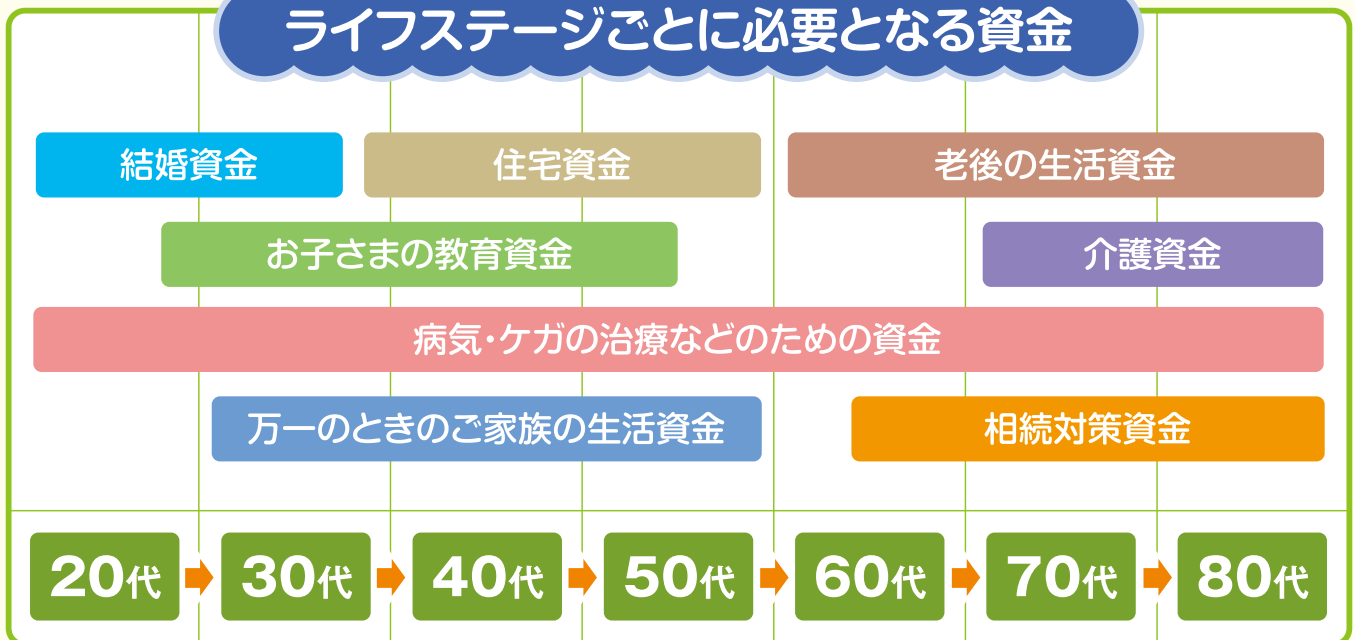 ライフステージごとに必要となる資金
結婚資金
住宅資金
老後の生活資金
お子さまの教育資金
介護資金
病気・ケガの治療などのための資金
万一のときのご家族の生活資金
相続対策資金
20代
30代
40代
50代
60代
70代
80代